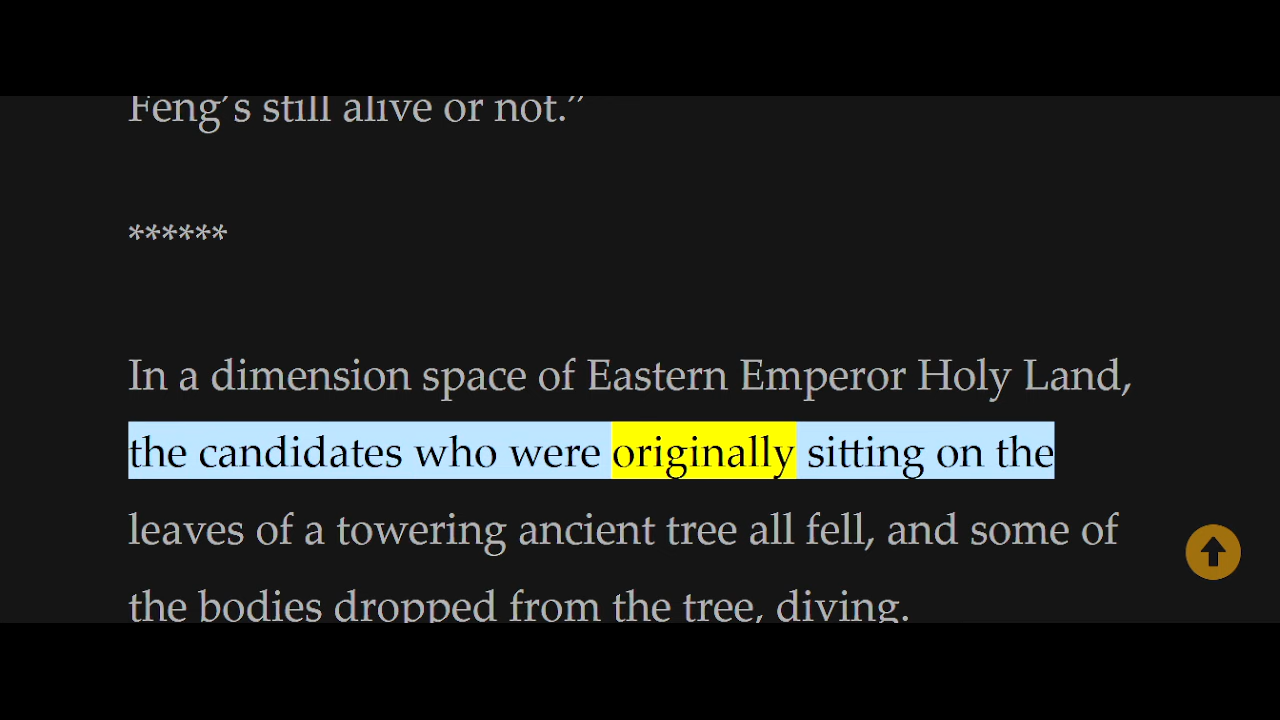 Feng’s still alive or not.”
******
In a dimension space of Eastern Emperor Holy Land,
the candidates who were originally sitting on the
leaves of a towering ancient tree all fell, and some of
the bodies dropped from the tree, diving.